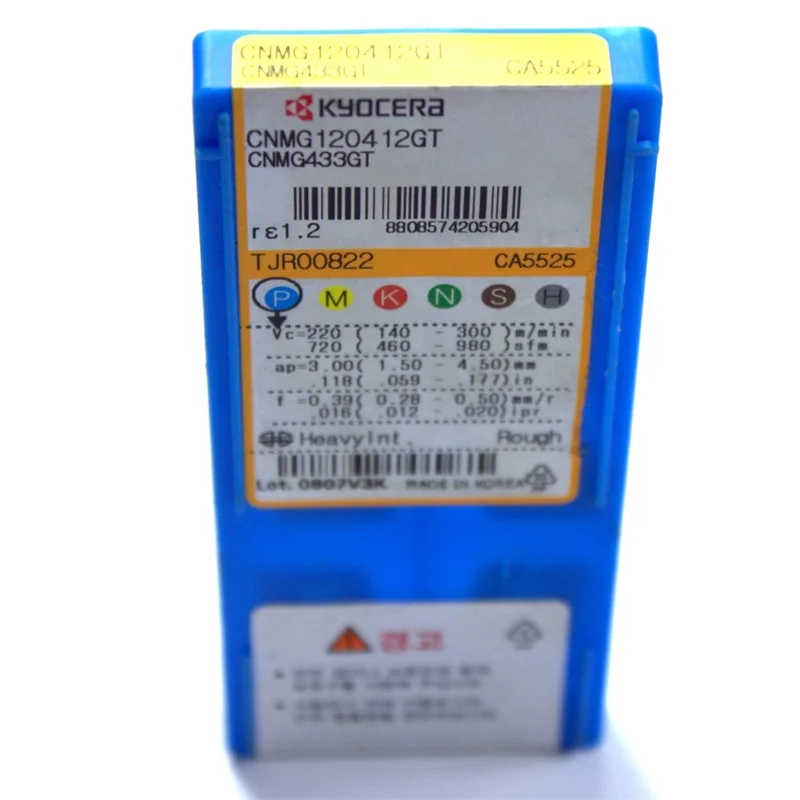 CNMG120412GT
CNMG433GT CA5525
KYOCERA
CNMG120412GT
CNMG433GT
rε1.2 8808574205904
TJR00822 CA5525
P M K N S H
Vc=220 ( 140 - 300 )m/min
720 ( 460 - 980 )sfm
ap=3.00( 1.50 - 4.50)mm
.118( .059 - .177)in
f =0.39( 0.28 - 0.50)mm/r
.016( .012 - .020)ipr
HeavyInt. Rough
Lot. 0807V3K MADE IN KOREA
경고